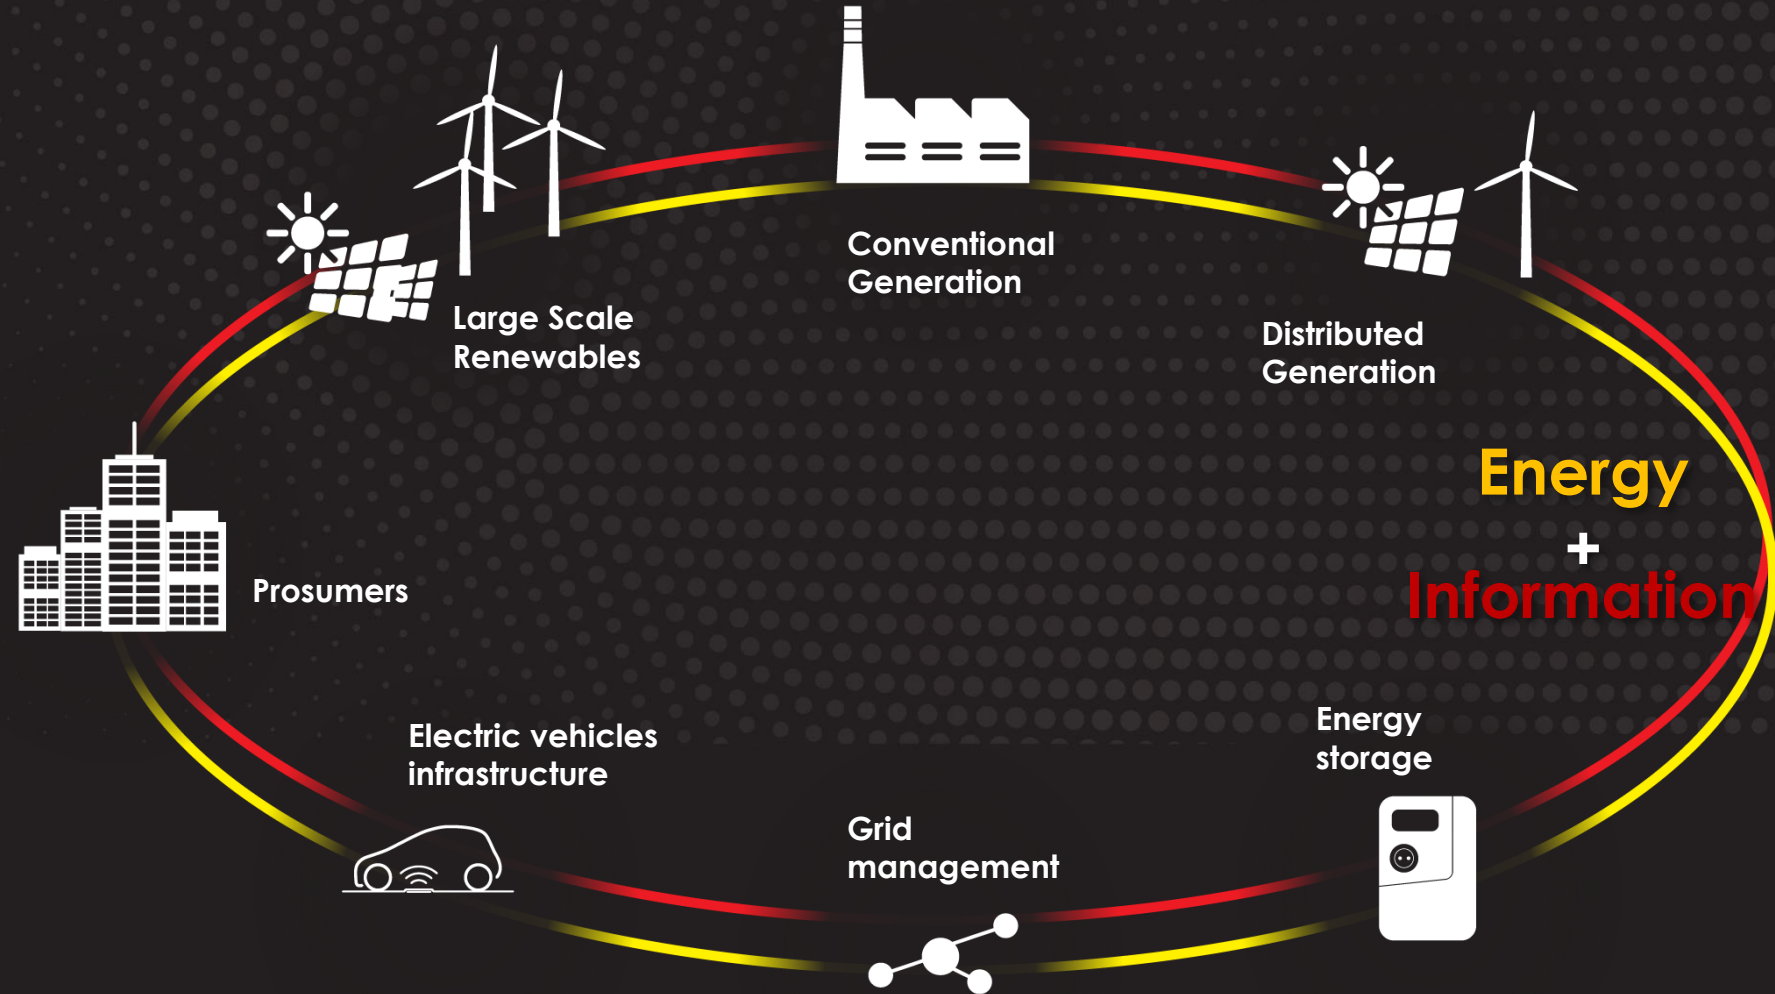 Conventional
Generation
Large Scale
Renewables
Distributed
Generation
Energy
+
Information
Prosumers
Electric vehicles
infrastructure
Energy
storage
Grid
management